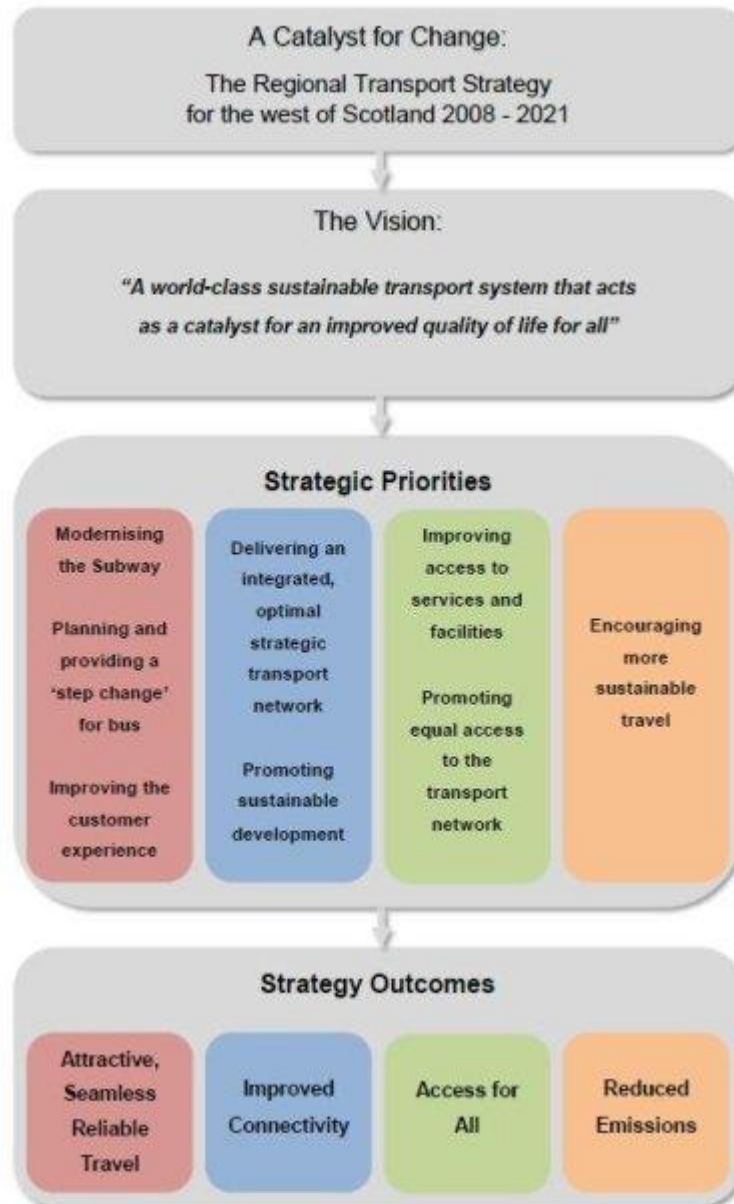 A Catalyst for Change:
The Regional Transport Strategy
for the west of Scotland 2008 - 2021
The Vision:
“A world-class sustainable transport system that acts
as a catalyst for an improved quality of life for all”
Strategic Priorities
Modernising
the Subway
Planning and
providing a
‘step change’
for bus
Improving the
customer
experience
Delivering an
integrated,
optimal
strategic
transport
network
Promoting
sustainable
development
Improving
access to
services and
facilities
Promoting
equal access
to the
transport
network
Encouraging
more
sustainable
travel
Strategy Outcomes
Attractive,
Seamless
Reliable
Travel
Improved
Connectivity
Access for
All
Reduced
Emissions